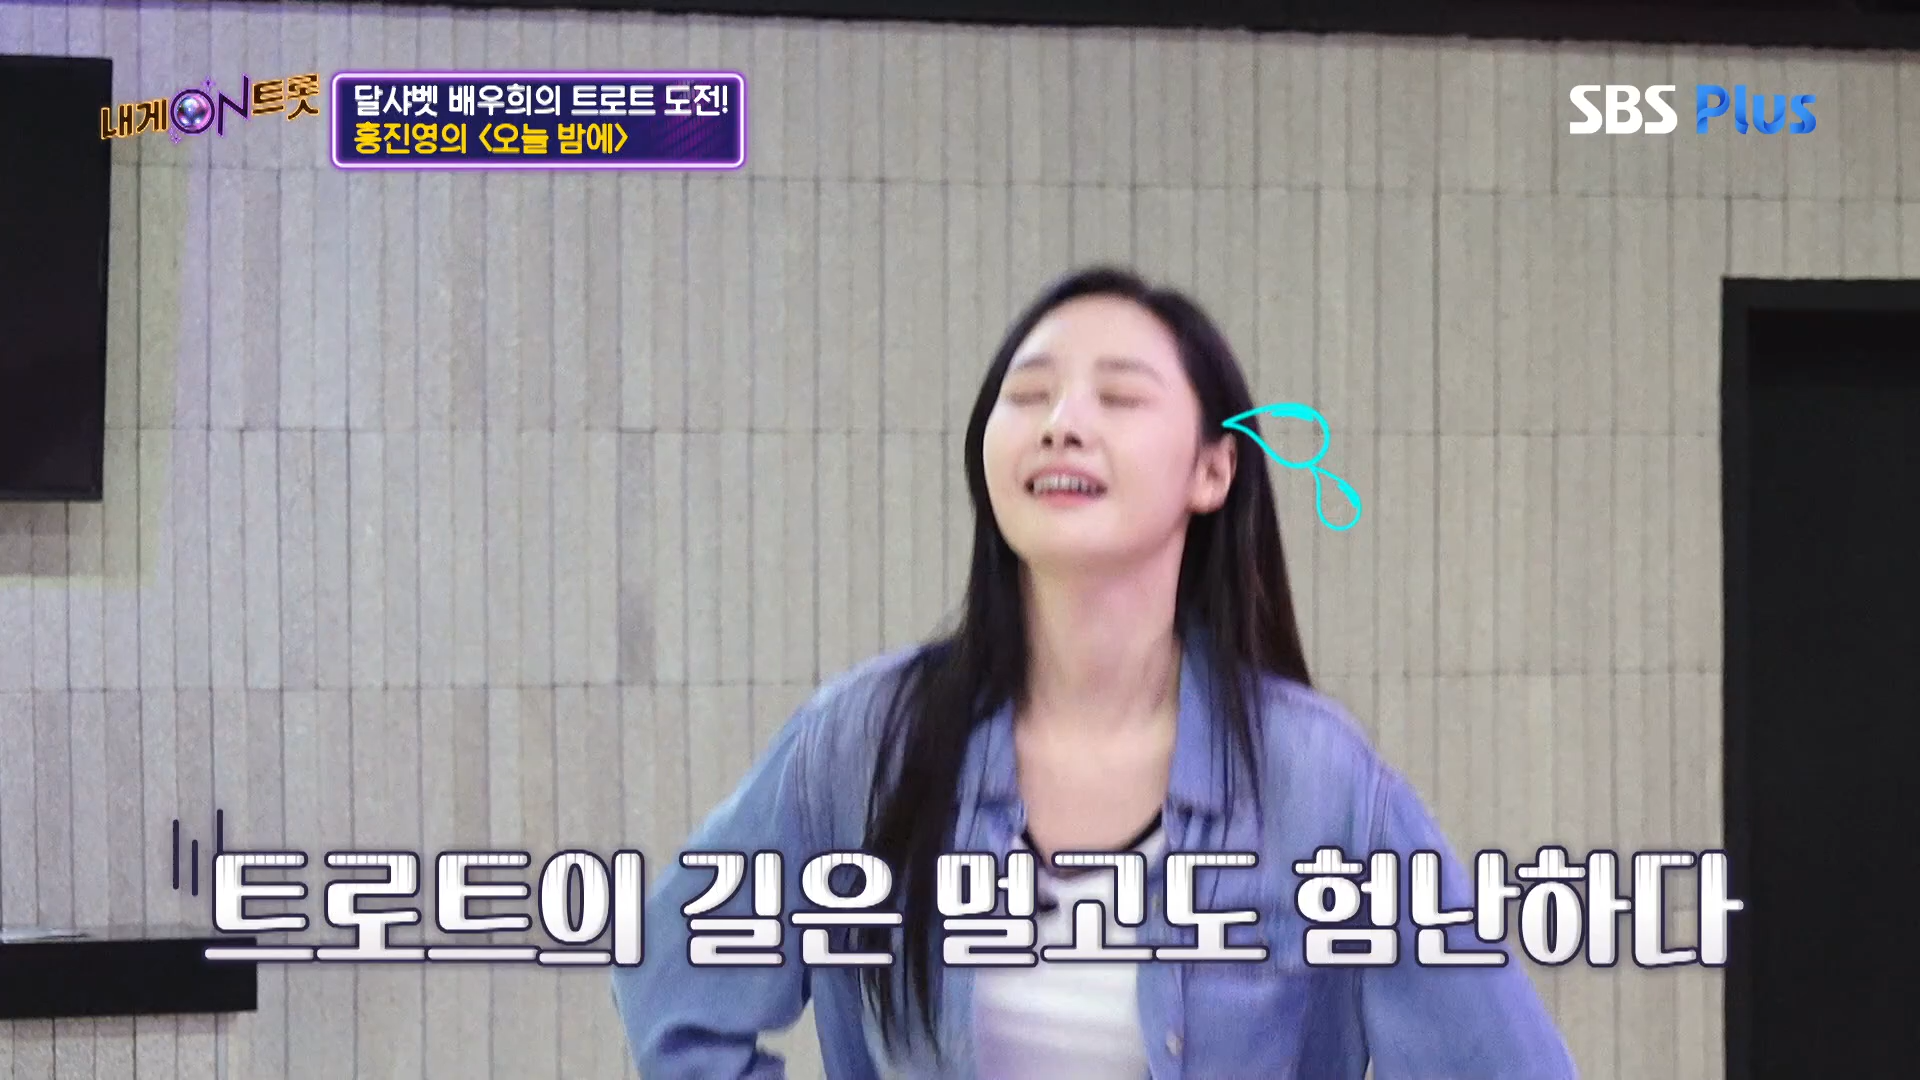 내게ON트롯
달샤벳 배우희의 트로트 도전!
홍진영의 <오늘 밤에>
SBS Plus
트로트의 길은 멀고도 험난하다